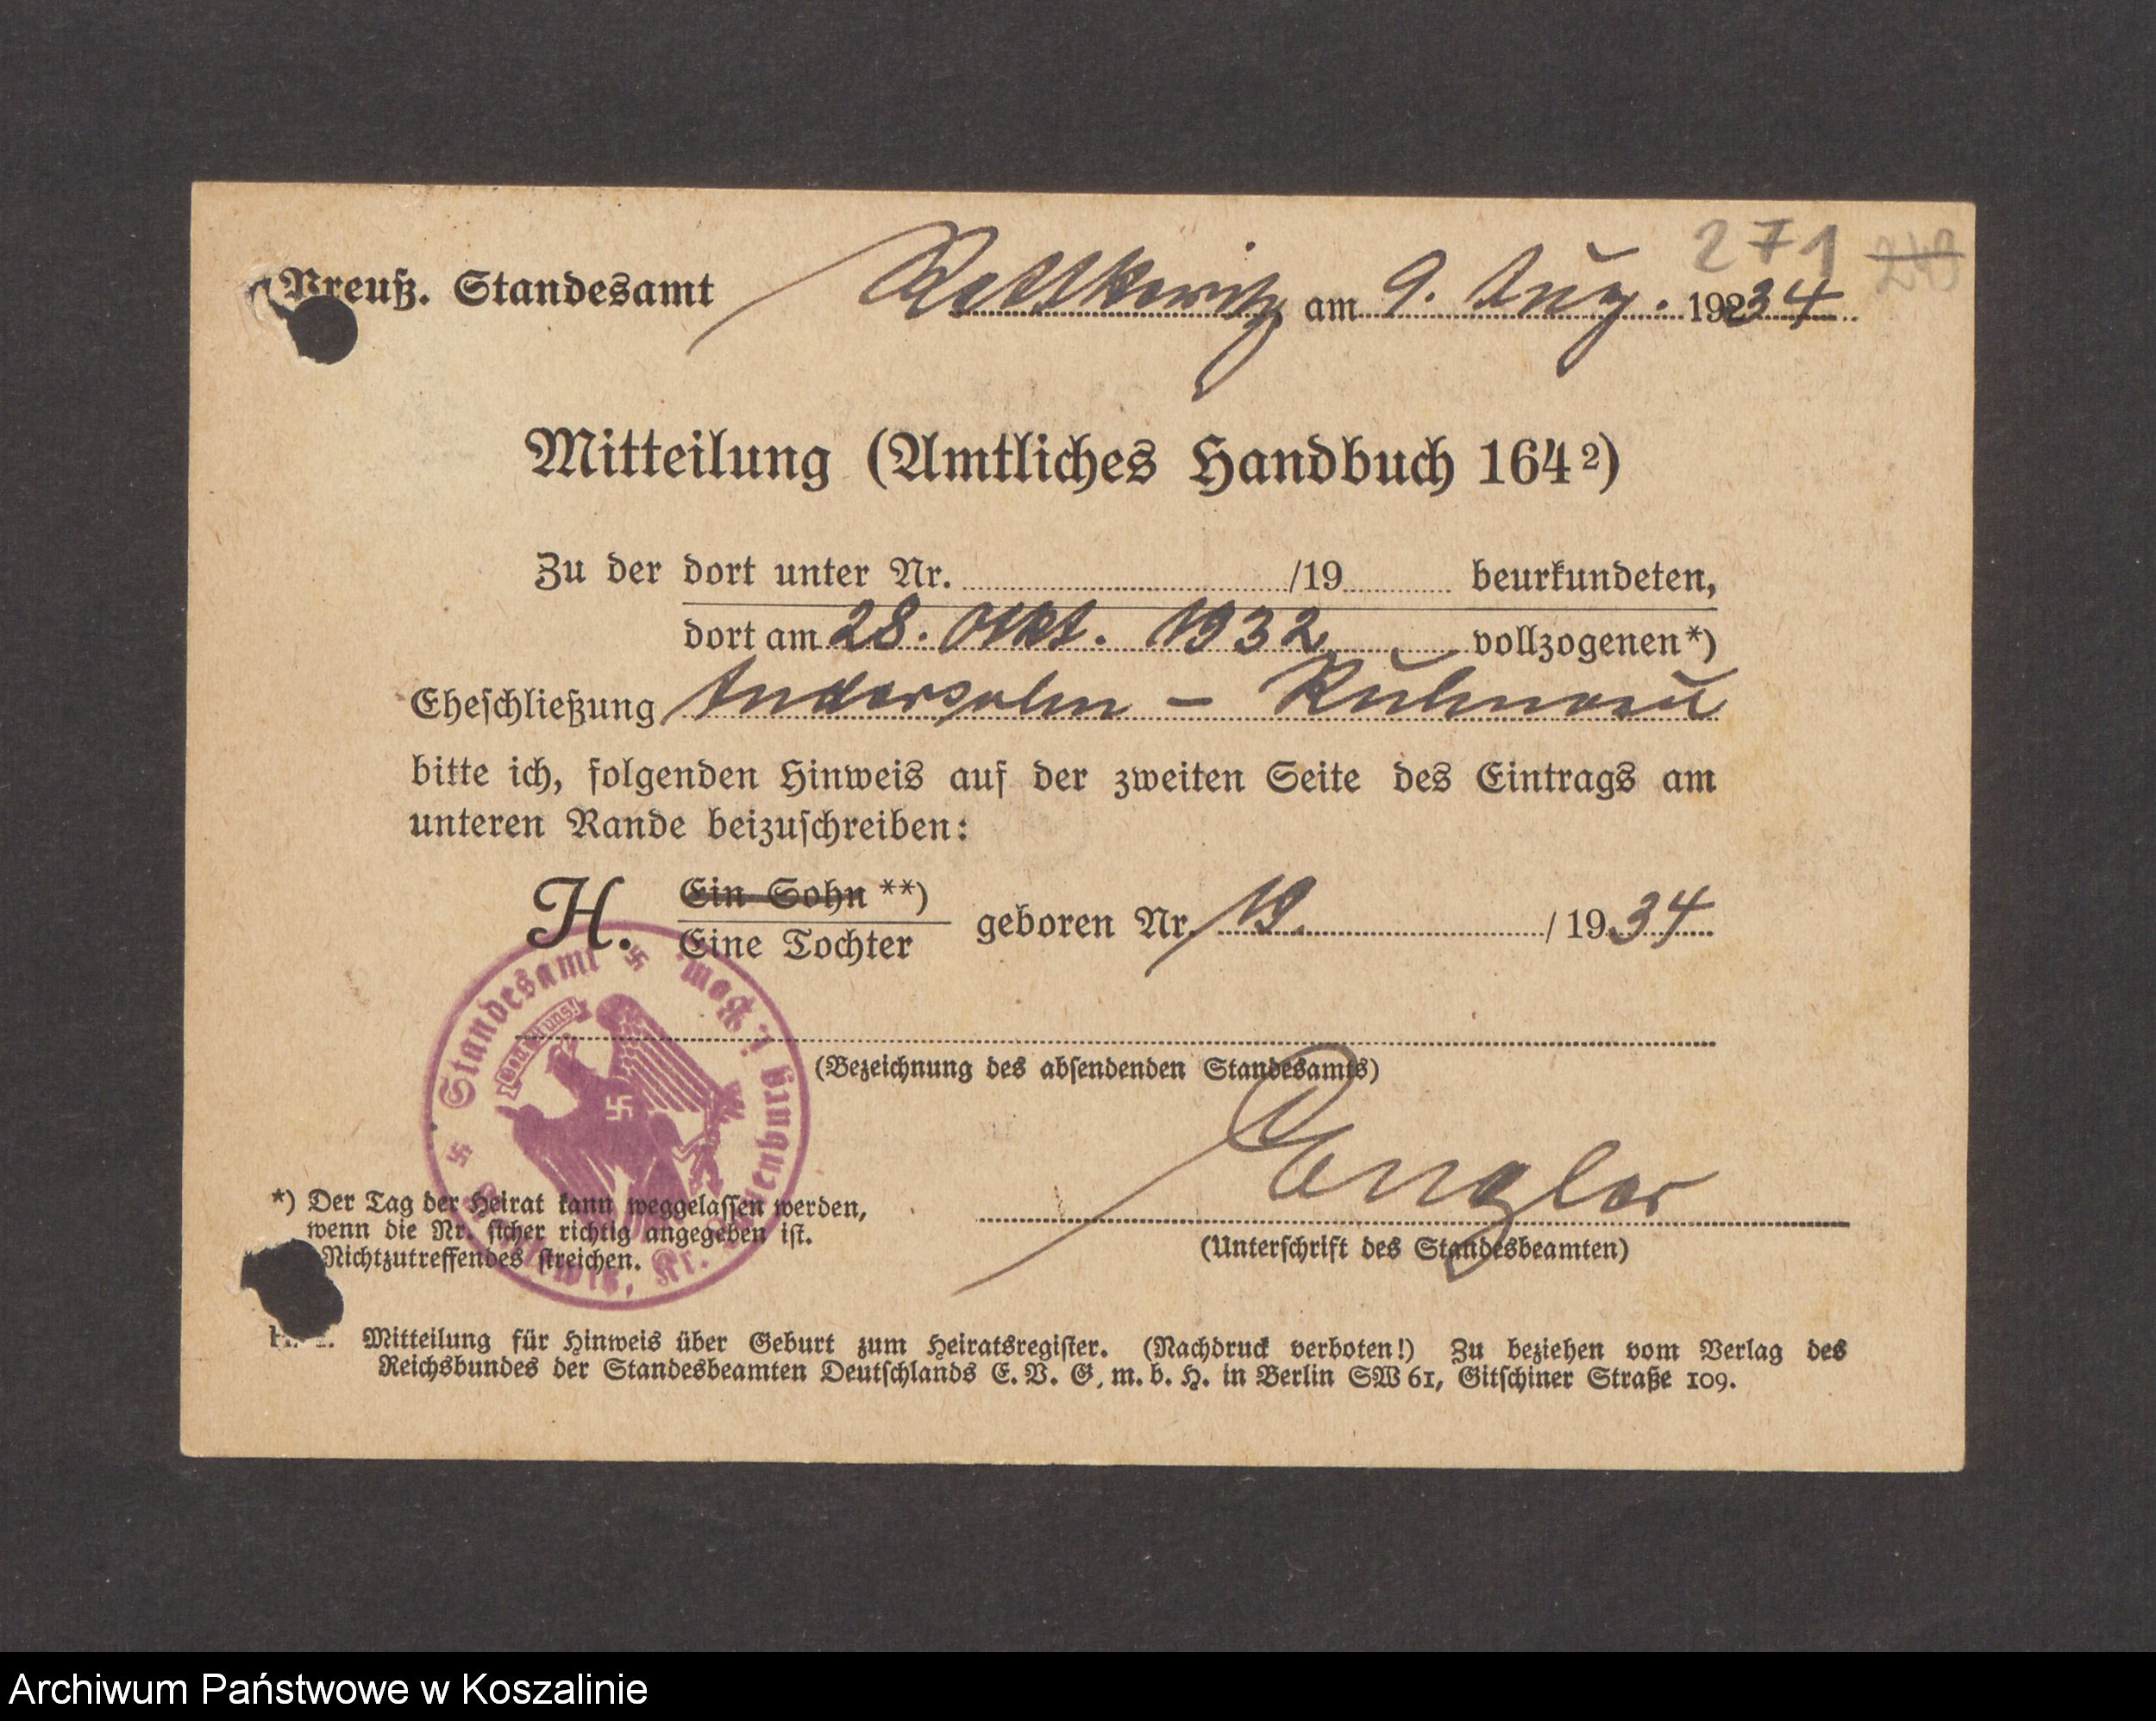 271 249
Preuß. Standesamt Rettkewitz am 9. Aug. 1934
Mitteilung (Amtliches Handbuch 164²)
Zu der dort unter Nr. /19 beurkundeten,
dort am 28. Okt. 1932 vollzogenen*)
Eheschließung Andersohn –
bitte ich, folgenden Hinweis auf der zweiten Seite des Eintrags am
unteren Rande beizuschreiben:
H. Ein Sohn **)
Eine Tochter geboren Nr. 19. / 1934
(Bezeichnung des absendenden Standesamts)
Standesamt
Engler
(Unterschrift des Standesbeamten)
*) Der Tag der Heirat kann weggelassen werden,
wenn die Nr. sicher richtig angegeben ist.
Nichtzutreffendes streichen.
Mitteilung für Hinweis über Geburt zum Heiratsregister. (Nachdruck verboten!) Zu beziehen vom Verlag des
Reichsbundes der Standesbeamten Deutschlands E. V. G. m. b. H. in Berlin SW 61, Gitschiner Straße 109.
Archiwum Państwowe w Koszalinie